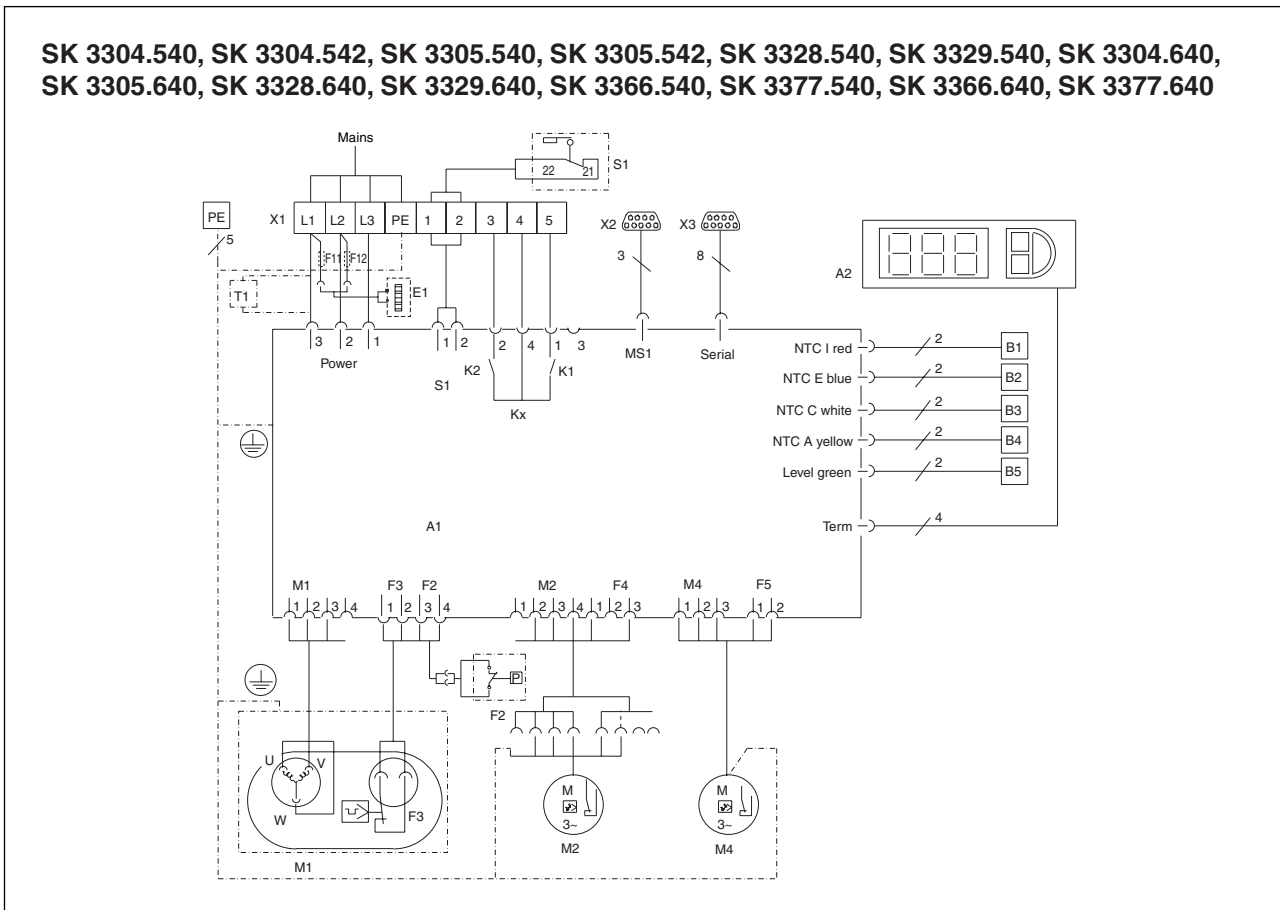 SK 3304.540, SK 3304.542, SK 3305.540, SK 3305.542, SK 3328.540, SK 3329.540, SK 3304.640,
SK 3305.640, SK 3328.640, SK 3329.640, SK 3366.540, SK 3377.540, SK 3366.640, SK 3377.640
Mains
22 21 S1
PE X1 L1 L2 L3 PE 1 2 3 4 5 X2 X3
5
F11 F12 3 8 A2
T1 E1
3 2 1 1 2 2 4 1 3
Power S1 K2 K1 MS1 Serial
Kx
NTC I red 2 B1
NTC E blue 2 B2
NTC C white 2 B3
NTC A yellow 2 B4
Level green 2 B5
Term 4
A1
M1 F3 F2 M2 F4 M4 F5
1 2 3 4 1 2 3 4 1 2 3 4 1 2 3 1 2 3 1 2
P
F2
U V
W F3
M
3~
M2
M
3~
M4
M1